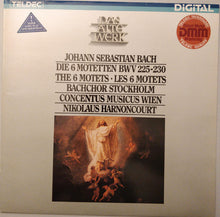 TELDEC
DAS
ALTE
WERK
DIGITAL
DMM
JOHANN SEBASTIAN BACH
DIE 6 MOTETTEN BWV 225-230
THE 6 MOTETS · LES 6 MOTETS
BACHCHOR STOCKHOLM
CONCENTUS MUSICUS WIEN
NIKOLAUS HARNONCOURT